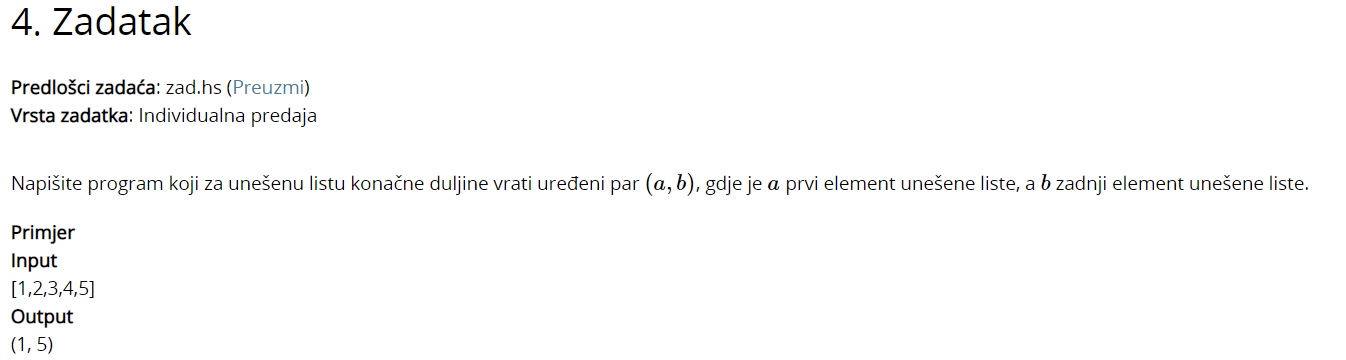 4. Zadatak
Predlošci zadaća: zad.hs (Preuzmi)
Vrsta zadatka: Individualna predaja
Napišite program koji za unešenu listu konačne duljine vrati uređeni par (a, b), gdje je a prvi element unešene liste, a b zadnji element unešene liste.
Primjer
Input
[1,2,3,4,5]
Output
(1, 5)